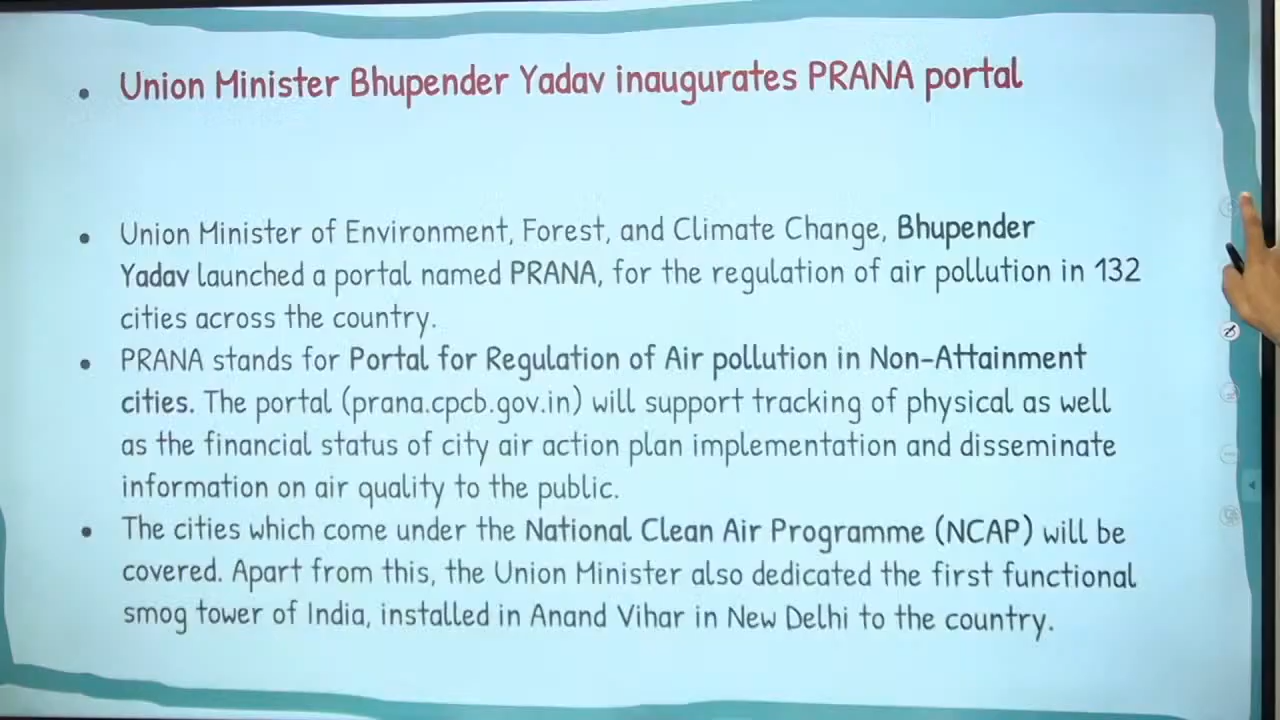 • Union Minister Bhupender Yadav inaugurates PRANA portal
• Union Minister of Environment, Forest, and Climate Change, Bhupender
Yadav launched a portal named PRANA, for the regulation of air pollution in 132
cities across the country.
• PRANA stands for Portal for Regulation of Air pollution in Non-Attainment
cities. The portal (prana.cpcb.gov.in) will support tracking of physical as well
as the financial status of city air action plan implementation and disseminate
information on air quality to the public.
• The cities which come under the National Clean Air Programme (NCAP) will be
covered. Apart from this, the Union Minister also dedicated the first functional
smog tower of India, installed in Anand Vihar in New Delhi to the country.